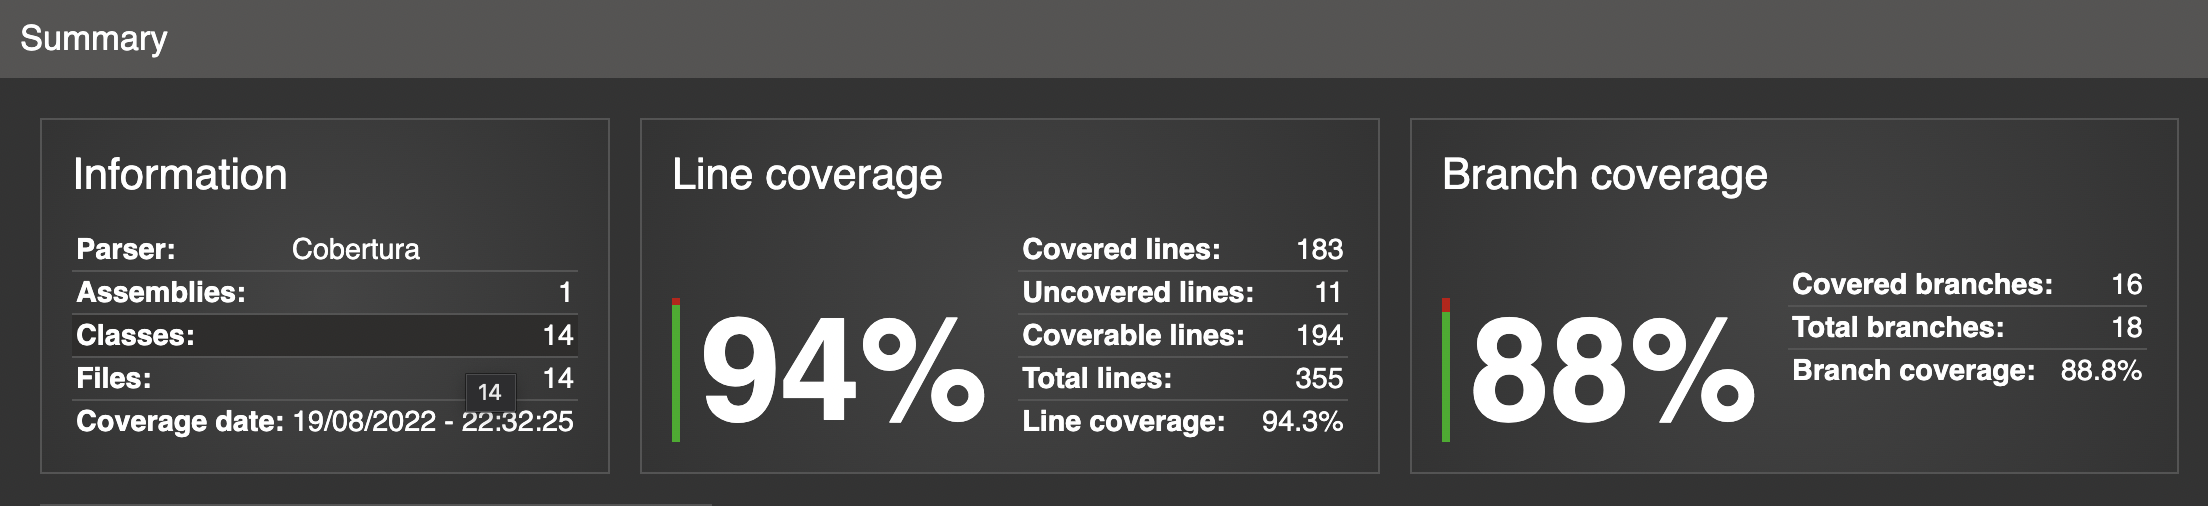 Summary
Information
Parser: Cobertura
Assemblies: 1
Classes: 14
Files: 14
14
Coverage date: 19/08/2022 - 22:32:25
Line coverage
94%
Covered lines: 183
Uncovered lines: 11
Coverable lines: 194
Total lines: 355
Line coverage: 94.3%
Branch coverage
88%
Covered branches: 16
Total branches: 18
Branch coverage: 88.8%